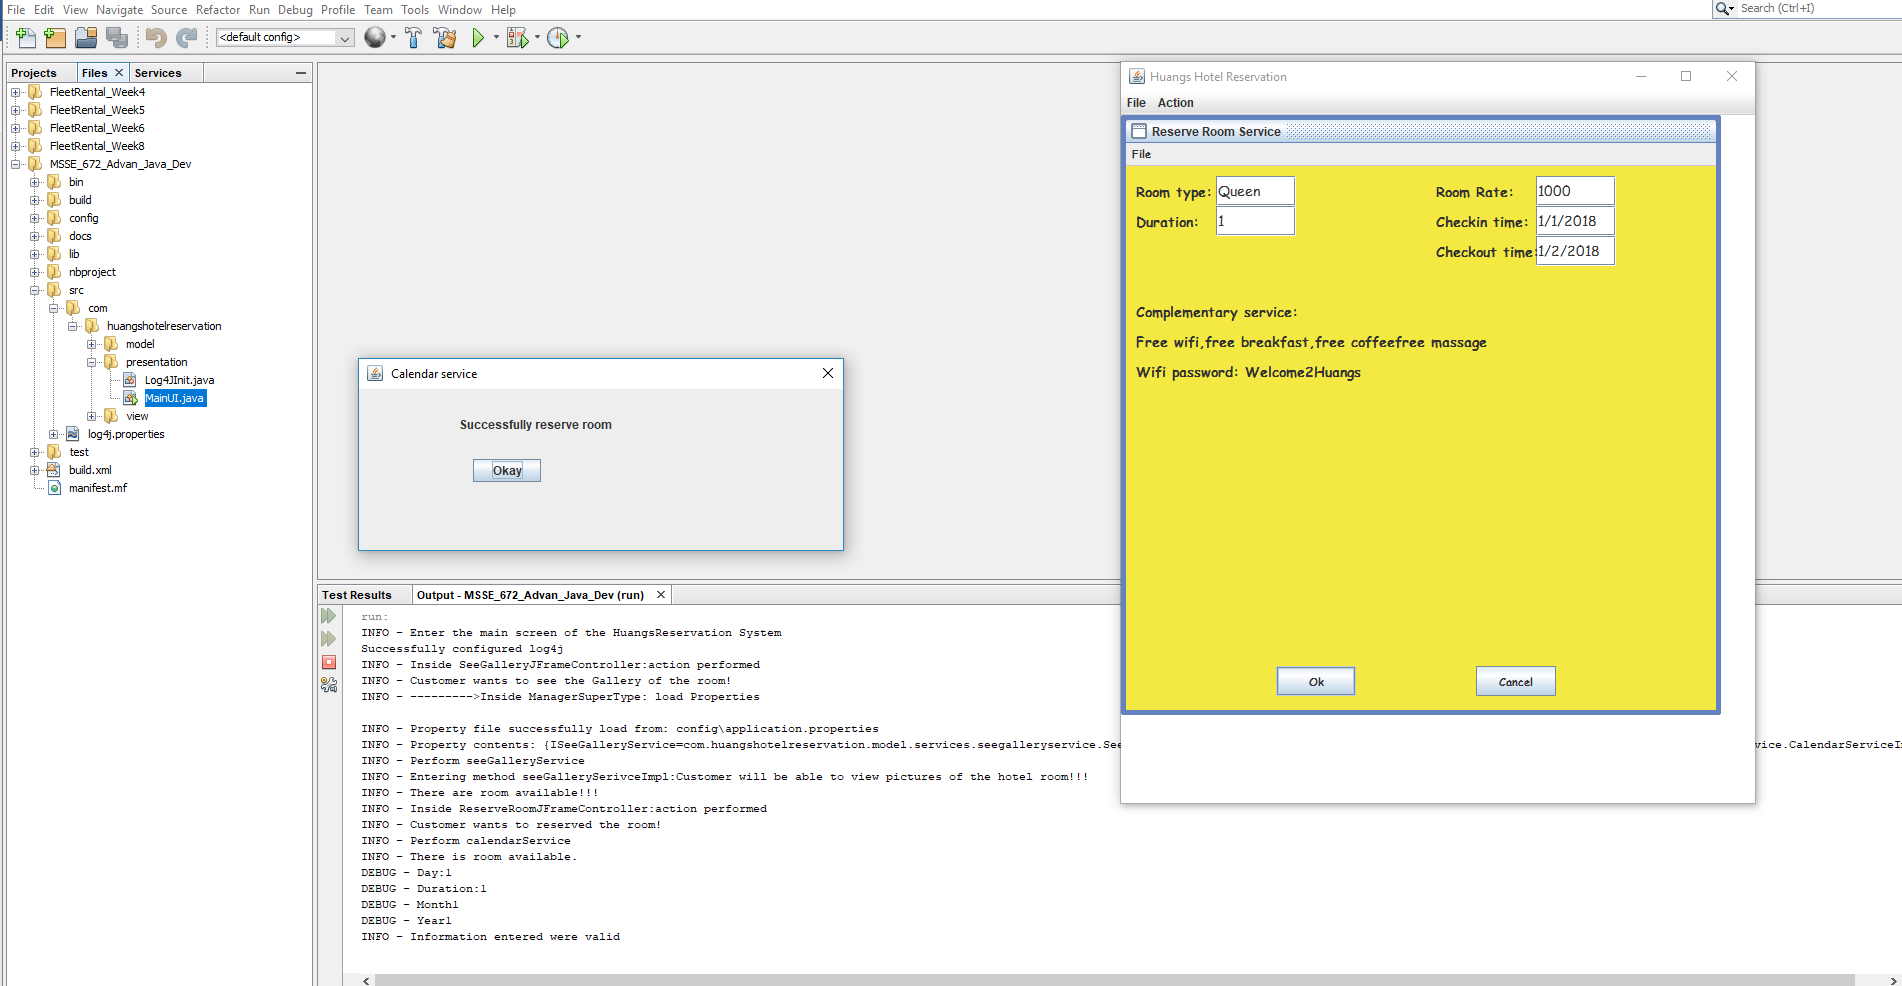 File Edit View Navigate Source Refactor Run Debug Profile Team Tools Window Help
Search (Ctrl+I)
<default config>
Projects Files Services
FleetRental_Week4
FleetRental_Week5
FleetRental_Week6
FleetRental_Week8
MSSE_672_Advan_Java_Dev
bin
build
config
docs
lib
nbproject
src
com
huangshotelreservation
model
presentation
Log4JInit.java
MainUI.java
view
log4j.properties
test
build.xml
manifest.mf
Calendar service
Successfully reserve room
Okay
Huangs Hotel Reservation
File Action
Reserve Room Service
File
Room type: Queen Room Rate: 1000
Duration: 1 Checkin time: 1/1/2018
Checkout time: 1/2/2018
Complementary service:
Free wifi,free breakfast,free coffeefree massage
Wifi password: Welcome2Huangs
Ok Cancel
Test Results Output - MSSE_672_Advan_Java_Dev (run)
run:
INFO - Enter the main screen of the HuangsReservation System
Successfully configured log4j
INFO - Inside SeeGalleryJFrameController:action performed
INFO - Customer wants to see the Gallery of the room!
INFO - --------->Inside ManagerSuperType: load Properties
INFO - Property file successfully load from: config\application.properties
INFO - Property contents: {ISeeGalleryService=com.huangshotelreservation.model.services.seegalleryservice.See vice.CalendarServiceI
INFO - Perform seeGalleryService
INFO - Entering method seeGallerySerivceImpl:Customer will be able to view pictures of the hotel room!!!
INFO - There are room available!!!
INFO - Inside ReserveRoomJFrameController:action performed
INFO - Customer wants to reserved the room!
INFO - Perform calendarService
INFO - There is room available.
DEBUG - Day:1
DEBUG - Duration:1
DEBUG - Month1
DEBUG - Year1
INFO - Information entered were valid